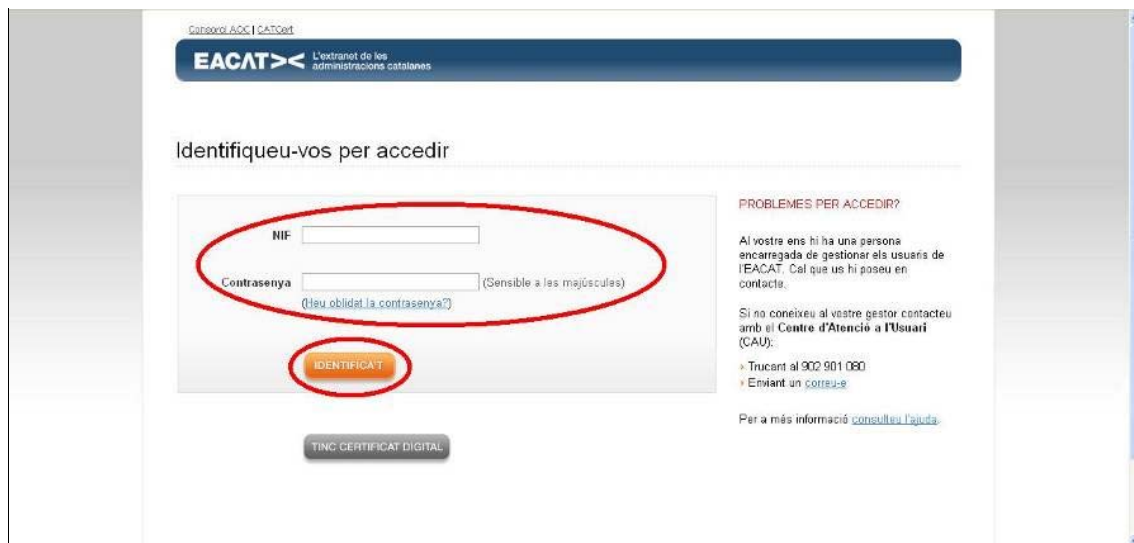 Consorci AOC | CATCert
EACAT>< L'extranet de les
administracions catalanes
Identifiqueu-vos per accedir
NIF
Contrasenya (Sensible a les majúscules)
(Heu oblidat la contrasenya?)
IDENTIFICA'T
TINC CERTIFICAT DIGITAL
PROBLEMES PER ACCEDIR?
Al vostre ens hi ha una persona
encarregada de gestionar els usuaris de
l'EACAT. Cal que us hi poseu en
contacte.
Si no coneixeu al vostre gestor contacteu
amb el Centre d'Atenció a l'Usuari
(CAU):
› Trucant al 902 901 080
› Enviant un correu-e
Per a més informació consulteu l'ajuda.